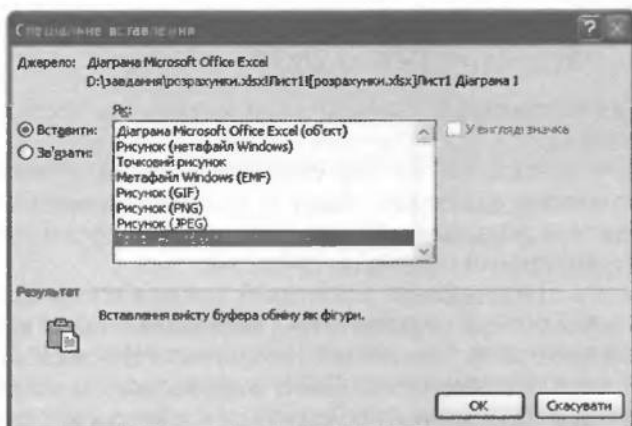 Спеціальне вставлення
Джерело: Діаграма Microsoft Office Excel
D:\завдання\розрахунки.xlsx!Лист1![розрахунки.xlsx]Лист1 Діаграма 1
Як:
Вставити:
Зв'язати:
Діаграма Microsoft Office Excel (об'єкт)
Рисунок (метафайл Windows)
Точковий рисунок
Метафайл Windows (EMF)
Рисунок (GIF)
Рисунок (PNG)
Рисунок (JPEG)
У вигляді значка
Результат
Вставлення вмісту буфера обміну як фігури.
ОК
Скасувати